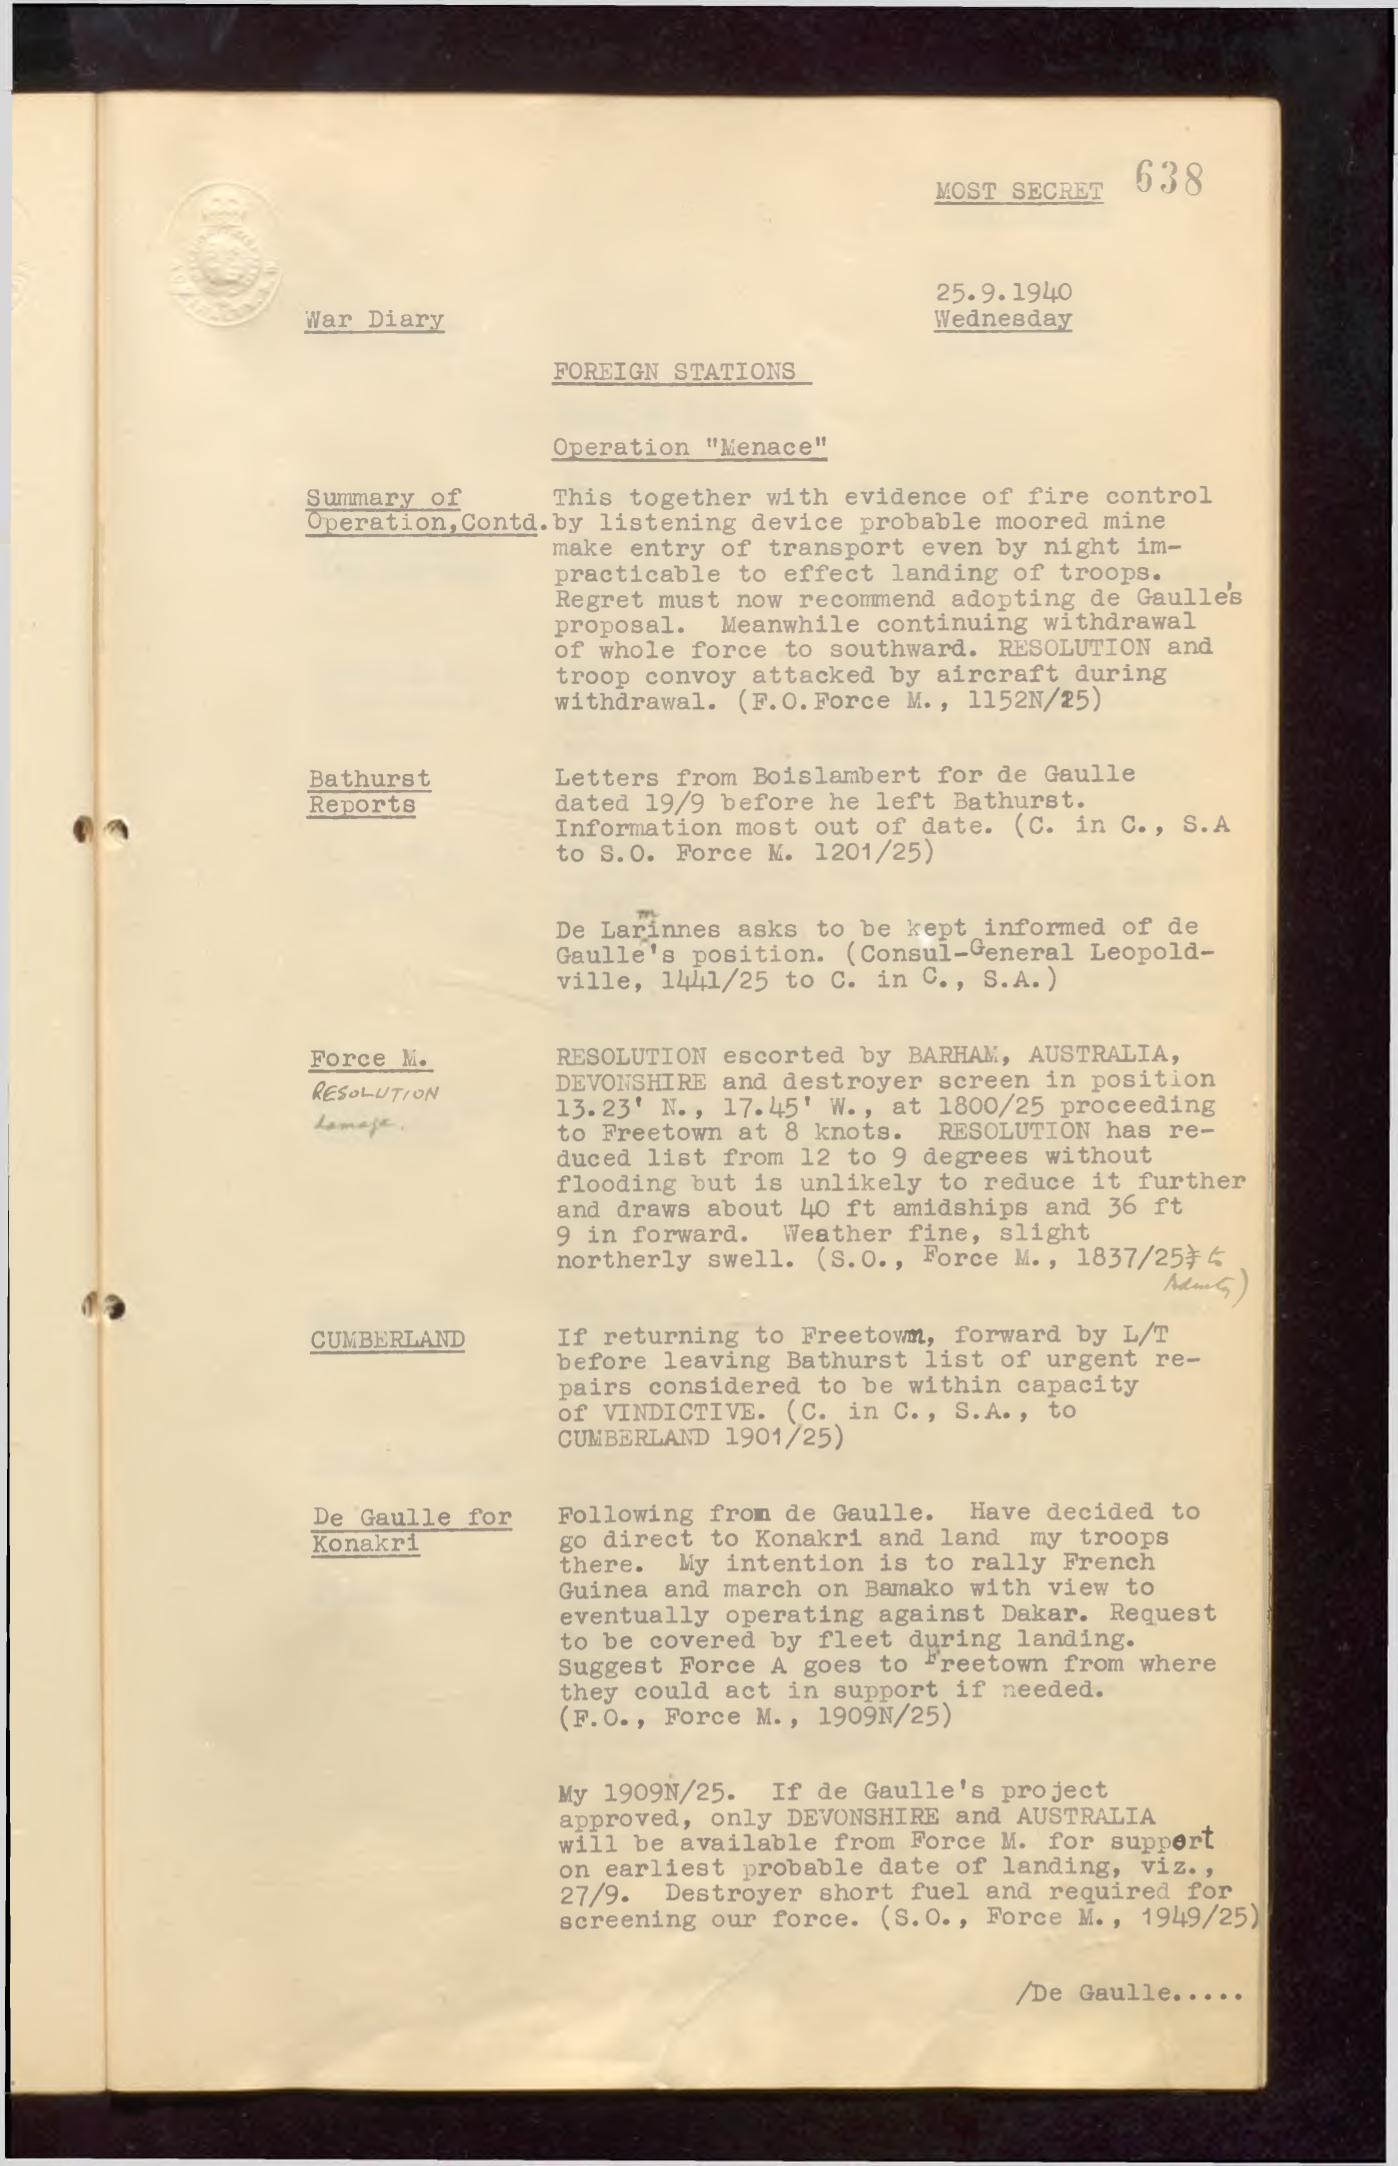 MOST SECRET 638
25.9.1940
War Diary Wednesday
FOREIGN STATIONS
Operation "Menace"
Summary of
Operation,Contd.
This together with evidence of fire control
by listening device probable moored mine
make entry of transport even by night im-
practicable to effect landing of troops.
Regret must now recommend adopting de Gaulle's
proposal. Meanwhile continuing withdrawal
of whole force to southward. RESOLUTION and
troop convoy attacked by aircraft during
withdrawal. (F.O.Force M., 1152N/25)
Bathurst
Reports
Letters from Boislambert for de Gaulle
dated 19/9 before he left Bathurst.
Information most out of date. (C. in C., S.A
to S.O. Force M. 1201/25)
m
De Larinnes asks to be kept informed of de
Gaulle's position. (Consul-General Leopold-
ville, 1441/25 to C. in C., S.A.)
Force M.
RESOLUTION
damage.
RESOLUTION escorted by BARHAM, AUSTRALIA,
DEVONSHIRE and destroyer screen in position
13.23' N., 17.45' W., at 1800/25 proceeding
to Freetown at 8 knots. RESOLUTION has re-
duced list from 12 to 9 degrees without
flooding but is unlikely to reduce it further
and draws about 40 ft amidships and 36 ft
9 in forward. Weather fine, slight
northerly swell. (S.O., Force M., 1837/25 to
Admty)
CUMBERLAND
If returning to Freetown, forward by L/T
before leaving Bathurst list of urgent re-
pairs considered to be within capacity
of VINDICTIVE. (C. in C., S.A., to
CUMBERLAND 1901/25)
De Gaulle for
Konakri
Following from de Gaulle. Have decided to
go direct to Konakri and land my troops
there. My intention is to rally French
Guinea and march on Bamako with view to
eventually operating against Dakar. Request
to be covered by fleet during landing.
Suggest Force A goes to Freetown from where
they could act in support if needed.
(F.O., Force M., 1909N/25)
My 1909N/25. If de Gaulle's project
approved, only DEVONSHIRE and AUSTRALIA
will be available from Force M. for support
on earliest probable date of landing, viz.,
27/9. Destroyer short fuel and required for
screening our force. (S.O., Force M., 1949/25)
/De Gaulle.....